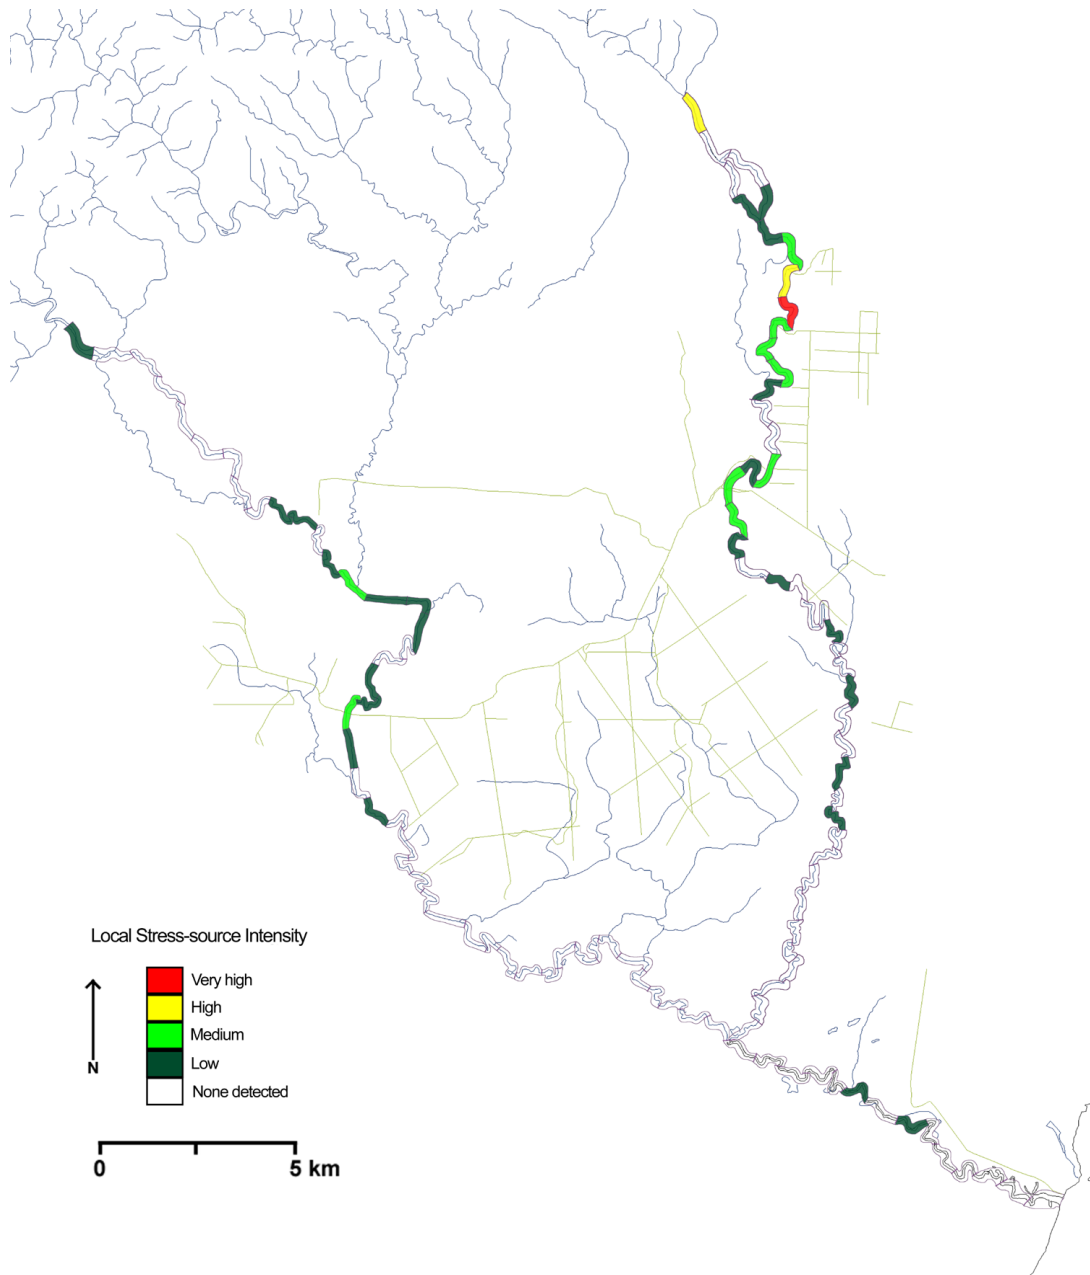 Local Stress-source Intensity
Very high
High
Medium
Low
None detected
N
0 5 km